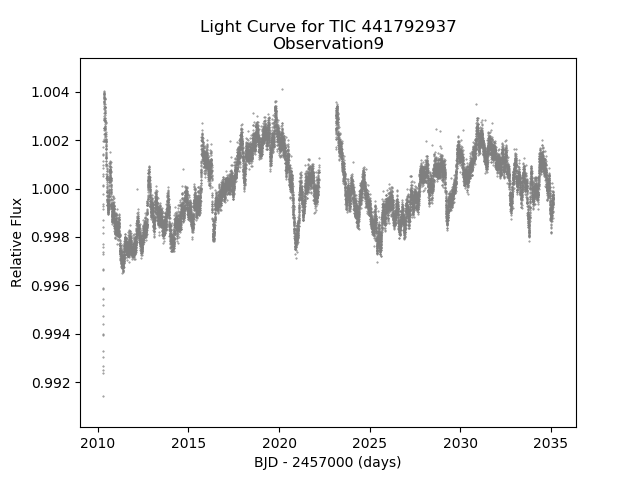 Light Curve for TIC 441792937
Observation9
Relative Flux
1.004
1.002
1.000
0.998
0.996
0.994
0.992
2010 2015 2020 2025 2030 2035
BJD - 2457000 (days)